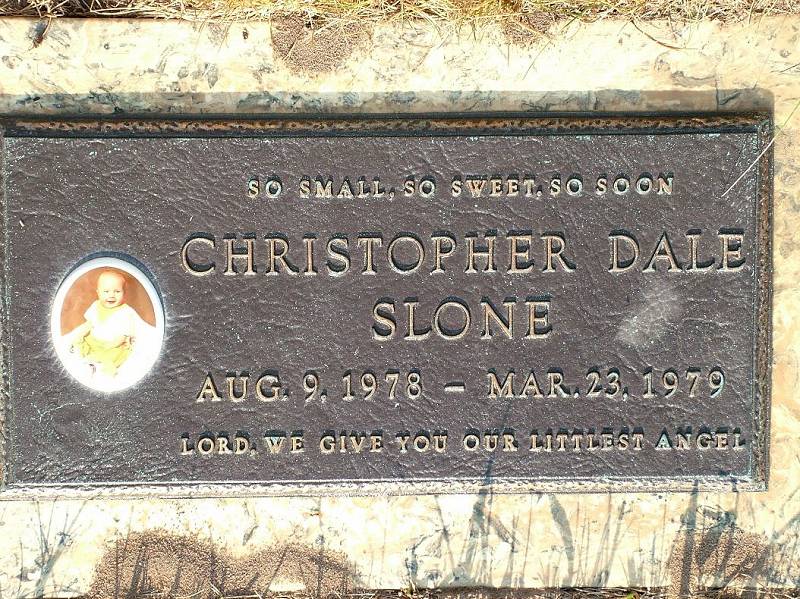 SO SMALL, SO SWEET, SO SOON
CHRISTOPHER DALE
SLONE
AUG. 9, 1978 – MAR. 23, 1979
LORD, WE GIVE YOU OUR LITTLEST ANGEL